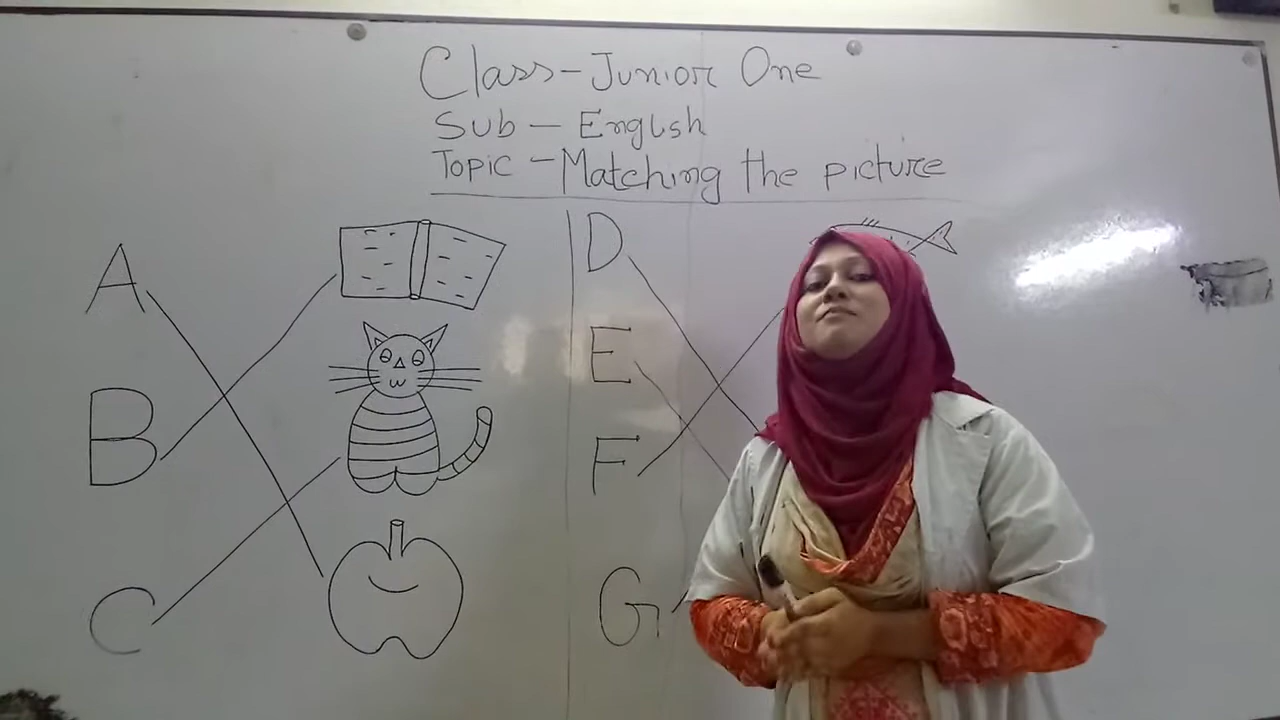 Class-Junior One
Sub - English
Topic - Matching the picture
A
B
C
D
E
F
G